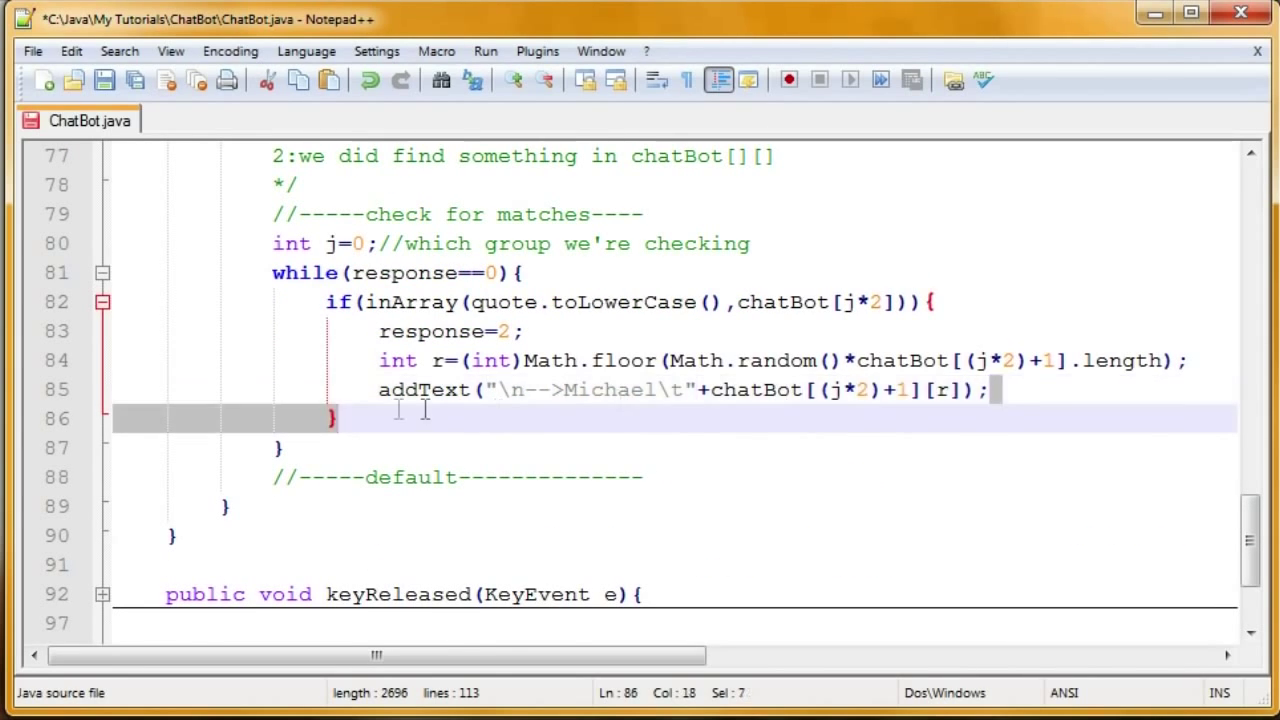 *C:\Java\My Tutorials\ChatBot\ChatBot.java - Notepad++
File Edit Search View Encoding Language Settings Macro Run Plugins Window ? X
ABC
ChatBot.java
77 2:we did find something in chatBot[][]
78 */
79 //-----check for matches----
80 int j=0;//which group we're checking
81 while(response==0){
82 if(inArray(quote.toLowerCase(),chatBot[j*2])){
83 response=2;
84 int r=(int)Math.floor(Math.random()*chatBot[(j*2)+1].length);
85 addText("\n-->Michael\t"+chatBot[(j*2)+1][r]);
86 }
87 }
88 //-----default--------------
89 }
90 }
91
92 public void keyReleased(KeyEvent e){
97
Java source file length : 2696 lines : 113 Ln : 86 Col : 18 Sel : 7 Dos\Windows ANSI INS